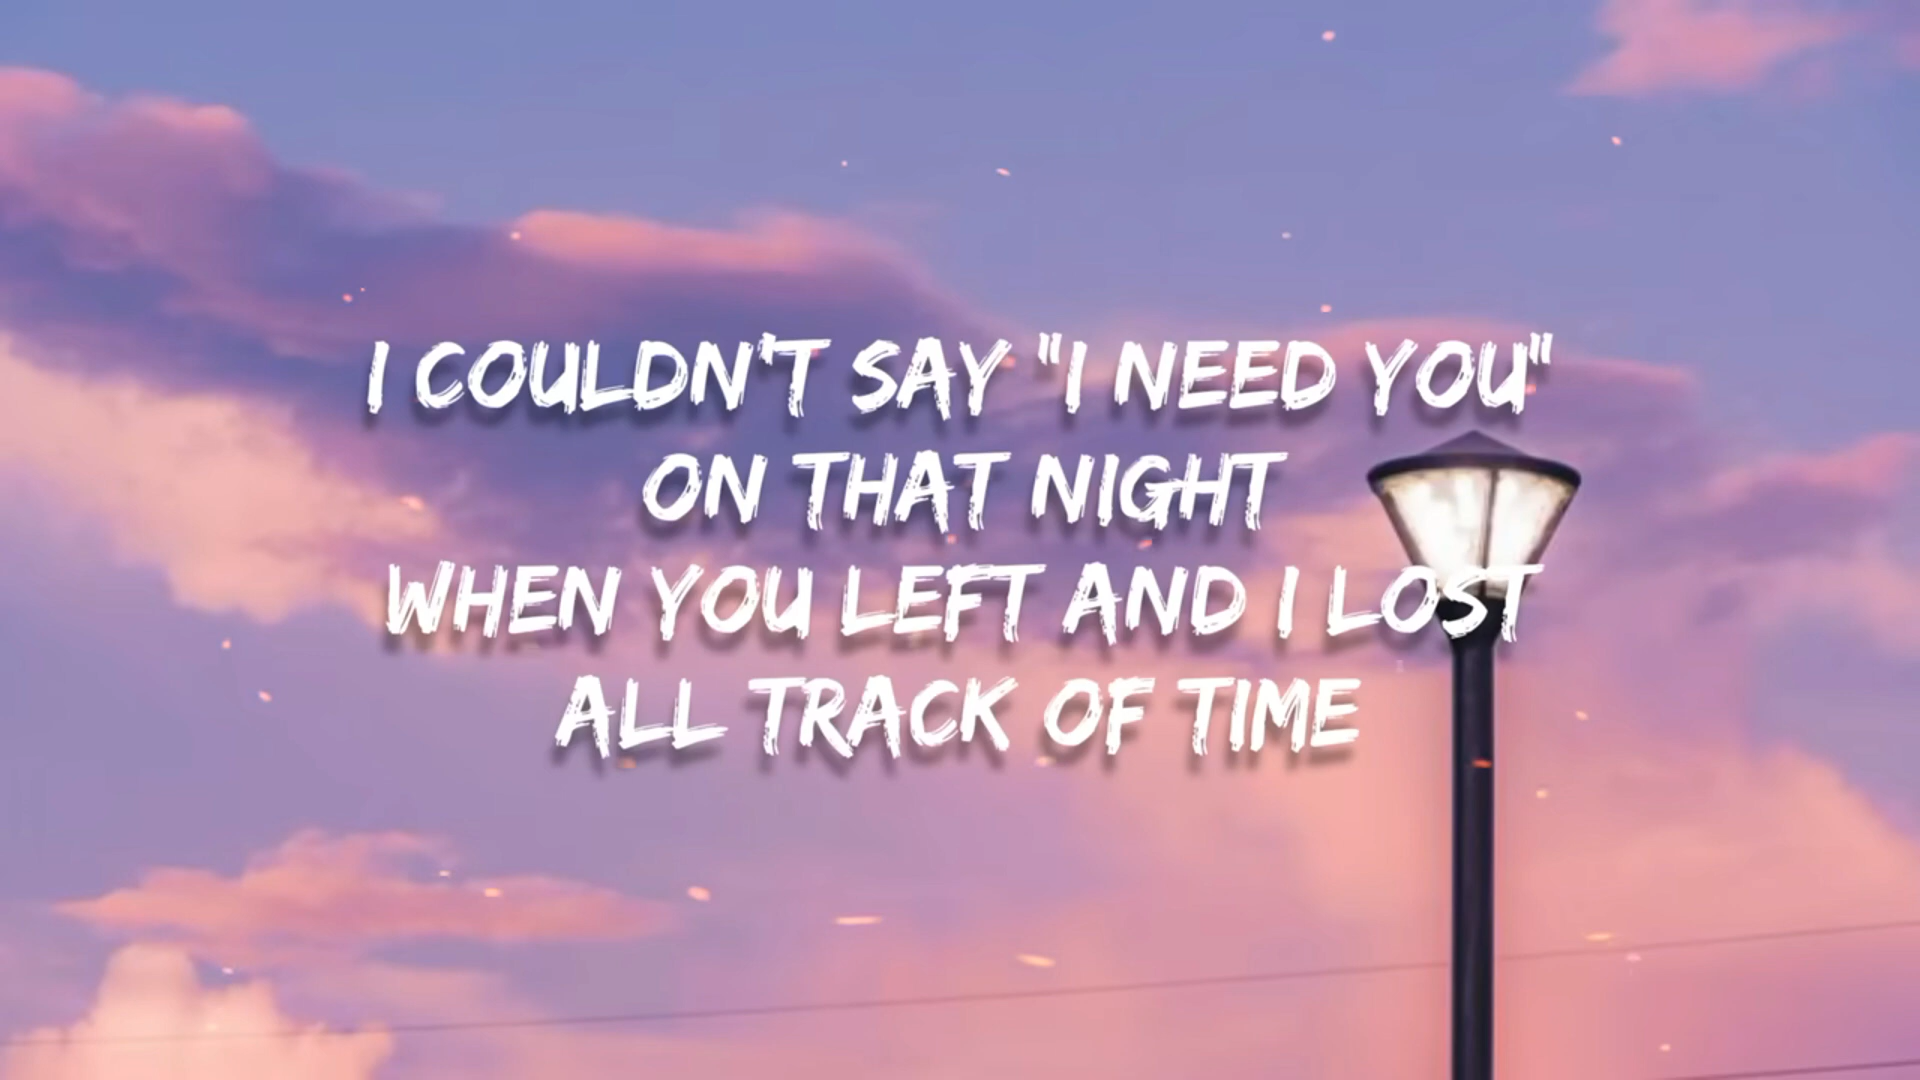 I COULDN'T SAY "I NEED YOU"
ON THAT NIGHT
WHEN YOU LEFT AND I LOST
ALL TRACK OF TIME